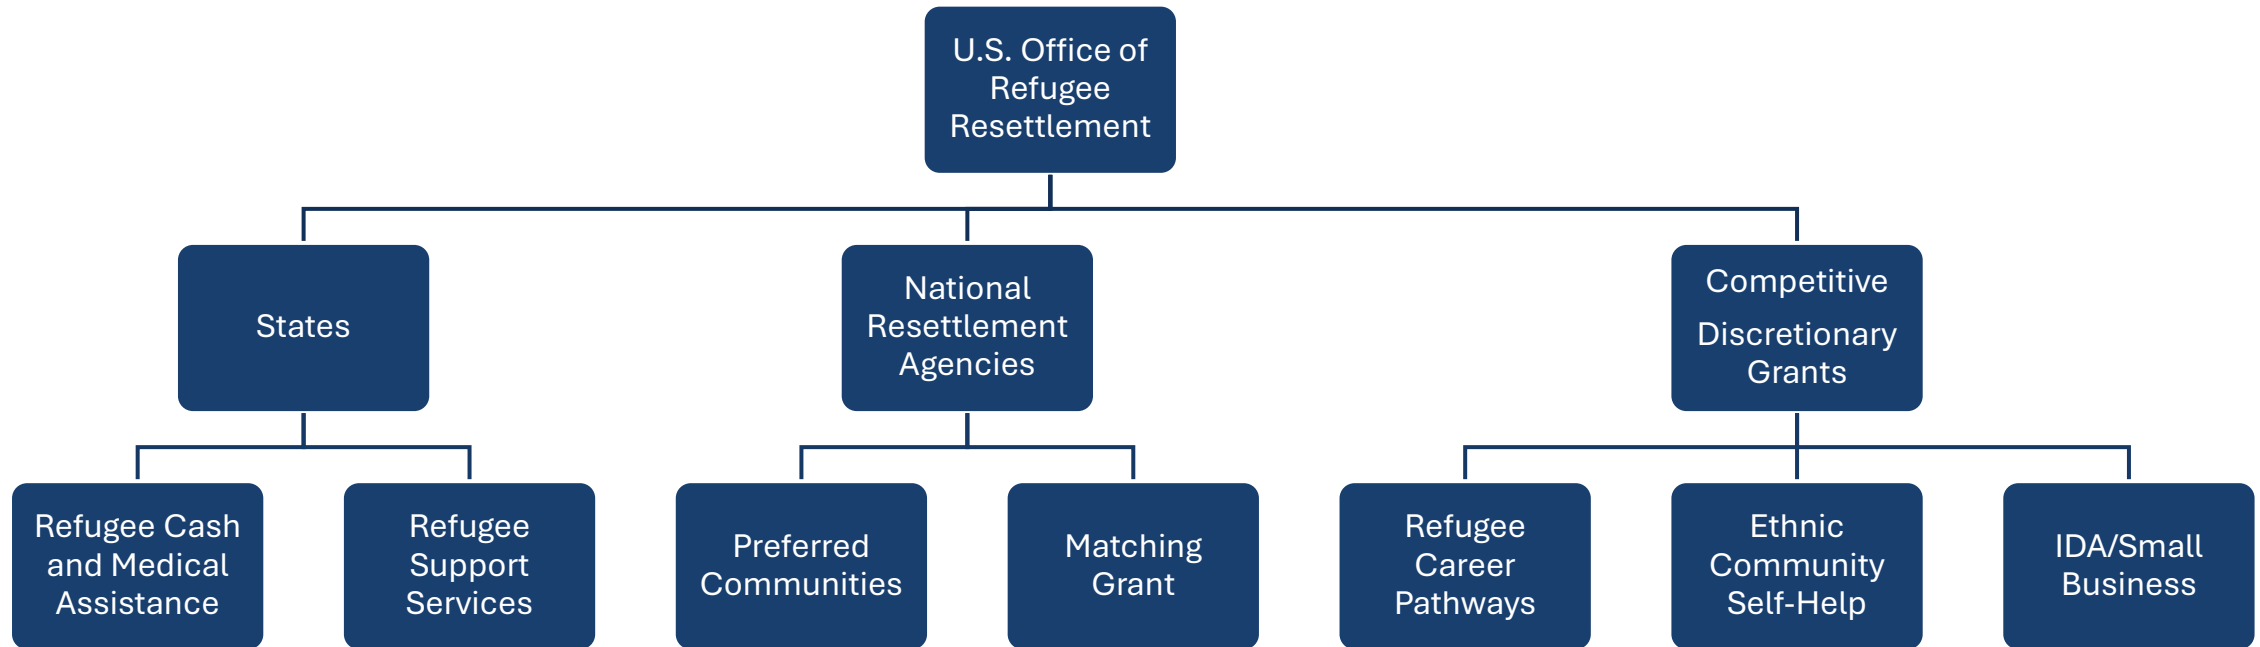 U.S. Office of
Refugee
Resettlement
States
National
Resettlement
Agencies
Competitive
Discretionary
Grants
Refugee Cash
and Medical
Assistance
Refugee
Support
Services
Preferred
Communities
Matching
Grant
Refugee
Career
Pathways
Ethnic
Community
Self-Help
IDA/Small
Business